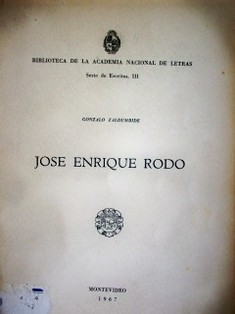 BIBLIOTECA DE LA ACADEMIA NACIONAL DE LETRAS
Serie de Escritos, III
GONZALO ZALDUMBIDE
JOSE ENRIQUE RODO
MONTEVIDEO
1967